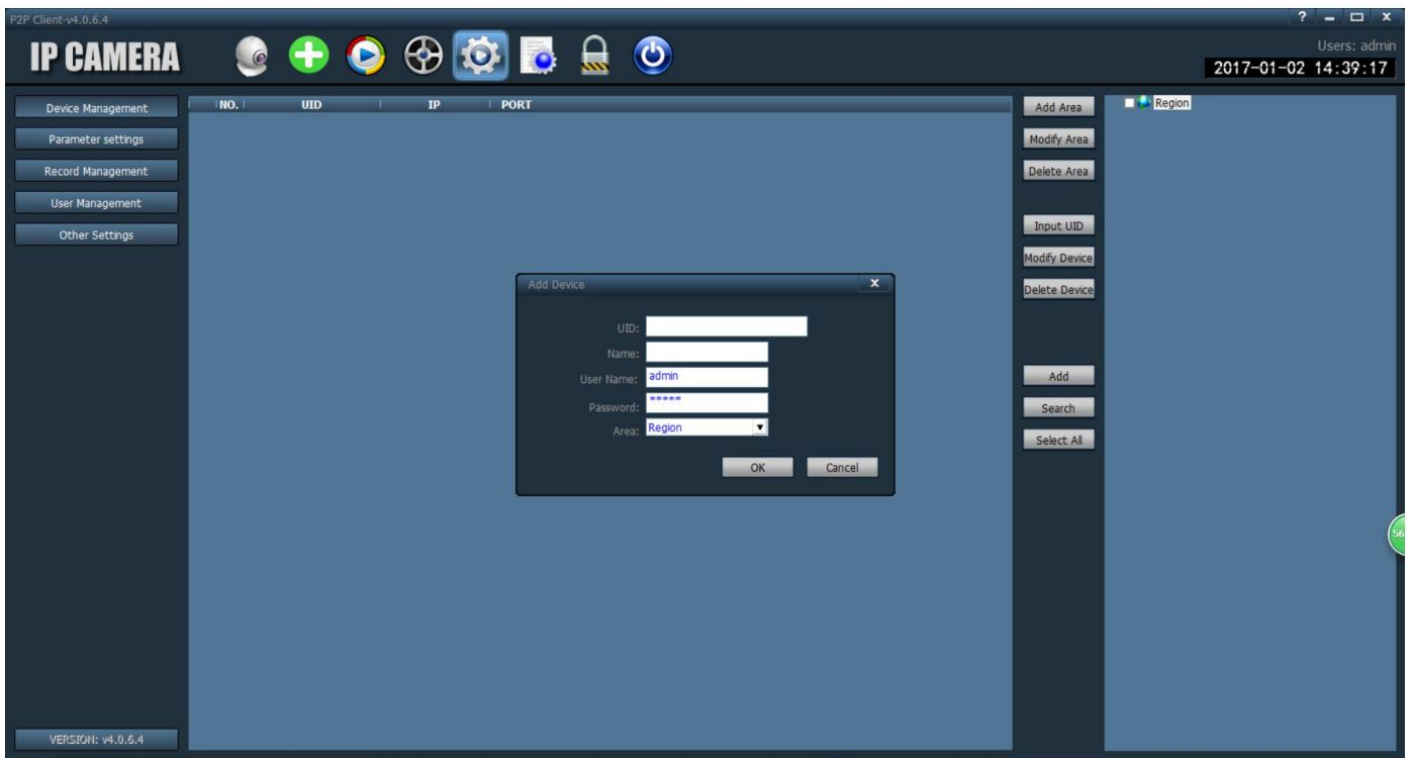 P2P Client-v4.0.6.4
IP CAMERA
Users: admin
2017-01-02 14:39:17
Device Management
Parameter settings
Record Management
User Management
Other Settings
NO. UID IP PORT
Add Area
Modify Area
Delete Area
Input UID
Modify Device
Delete Device
Add
Search
Select All
Region
Add Device
UID:
Name:
User Name: admin
Password: *****
Area: Region
OK Cancel
56
VERSION: v4.0.6.4